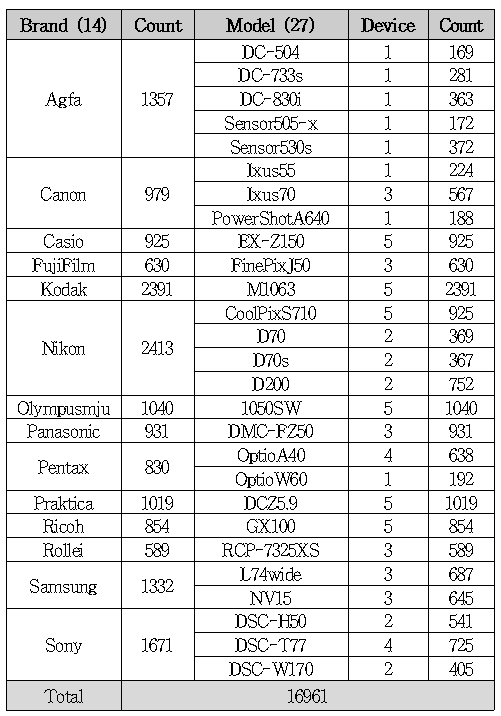 Brand (14) Count Model (27) Device Count
Agfa 1357 DC-504 1 169
DC-733s 1 281
DC-830i 1 363
Sensor505-x 1 172
Sensor530s 1 372
Canon 979 Ixus55 1 224
Ixus70 3 567
PowerShotA640 1 188
Casio 925 EX-Z150 5 925
FujiFilm 630 FinePixJ50 3 630
Kodak 2391 M1063 5 2391
Nikon 2413 CoolPixS710 5 925
D70 2 369
D70s 2 367
D200 2 752
Olympusmju 1040 1050SW 5 1040
Panasonic 931 DMC-FZ50 3 931
Pentax 830 OptioA40 4 638
OptioW60 1 192
Praktica 1019 DCZ5.9 5 1019
Ricoh 854 GX100 5 854
Rollei 589 RCP-7325XS 3 589
Samsung 1332 L74wide 3 687
NV15 3 645
Sony 1671 DSC-H50 2 541
DSC-T77 4 725
DSC-W170 2 405
Total 16961